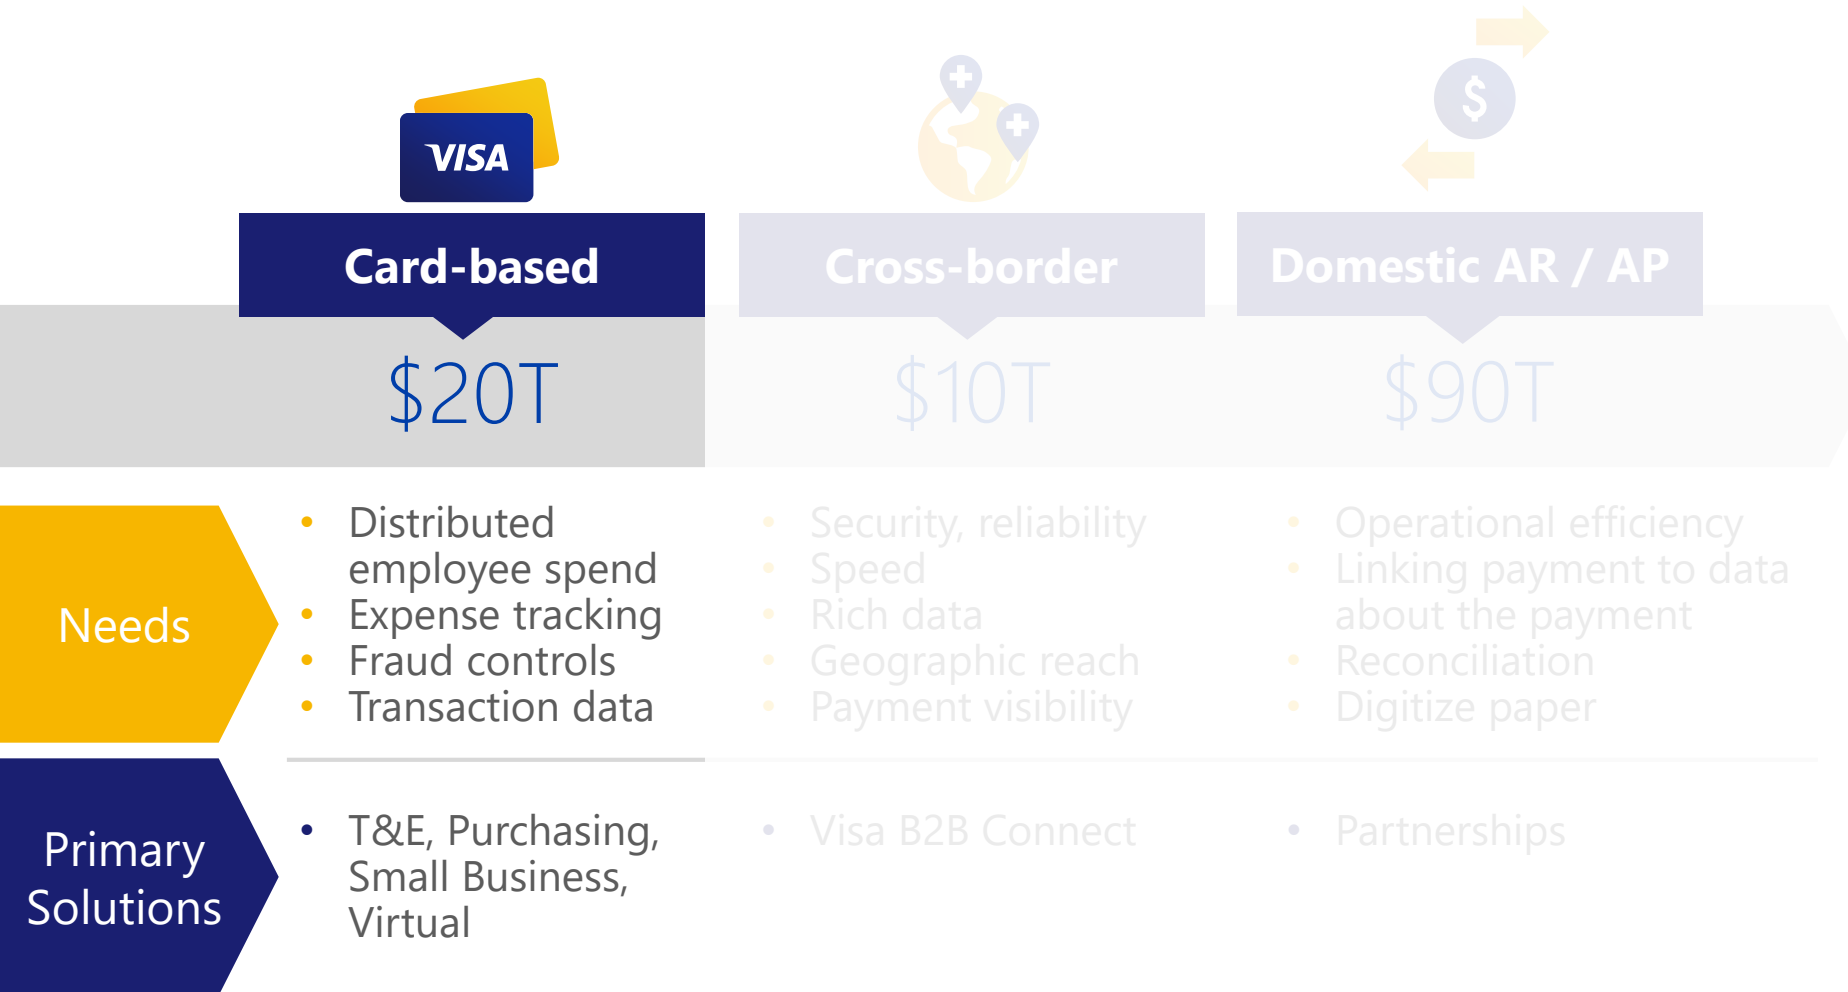 VISA
$
Card-based
Cross-border
Domestic AR / AP
$20T
$10T
$90T
Needs
• Distributed
employee spend
• Expense tracking
• Fraud controls
• Transaction data
• Security, reliability
• Speed
• Rich data
• Geographic reach
• Payment visibility
• Operational efficiency
• Linking payment to data
about the payment
• Reconciliation
• Digitize paper
Primary
Solutions
• T&E, Purchasing,
Small Business,
Virtual
• Visa B2B Connect
• Partnerships